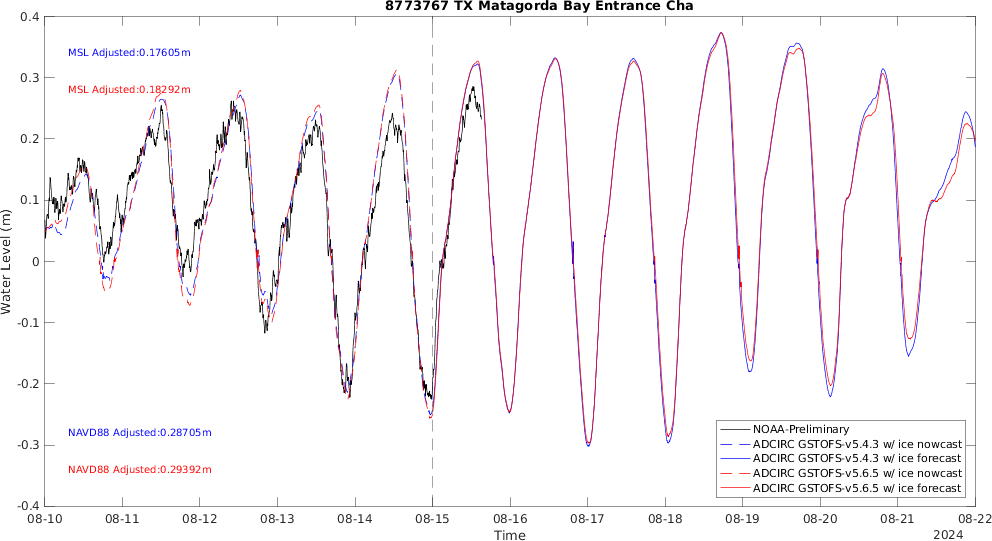 8773767 TX Matagorda Bay Entrance Cha
MSL Adjusted:0.17605m
MSL Adjusted:0.18292m
NAVD88 Adjusted:0.28705m
NAVD88 Adjusted:0.29392m
Water Level (m)
0.4
0.3
0.2
0.1
0
-0.1
-0.2
-0.3
-0.4
NOAA-Preliminary
ADCIRC GSTOFS-v5.4.3 w/ ice nowcast
ADCIRC GSTOFS-v5.4.3 w/ ice forecast
ADCIRC GSTOFS-v5.6.5 w/ ice nowcast
ADCIRC GSTOFS-v5.6.5 w/ ice forecast
08-10 08-11 08-12 08-13 08-14 08-15 08-16 08-17 08-18 08-19 08-20 08-21 08-22
Time
2024